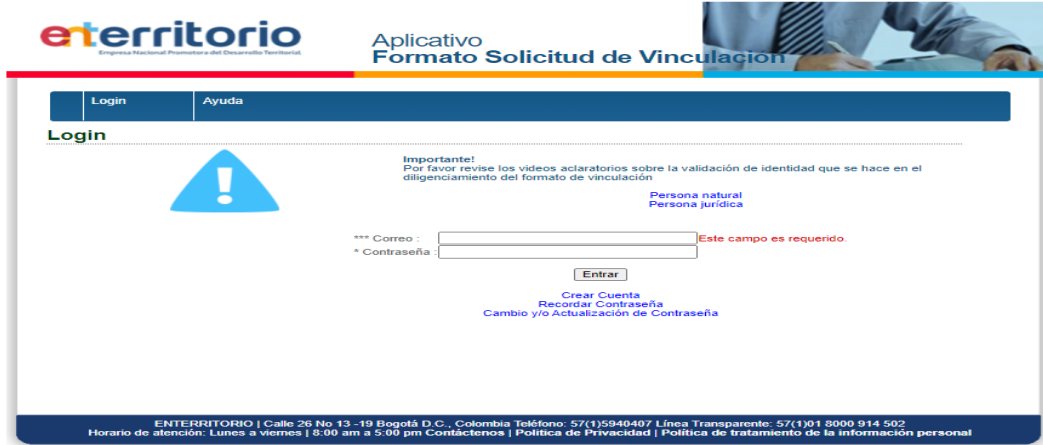 enterritorio
Empresa Nacional Promotora del Desarrollo Territorial
Aplicativo
Formato Solicitud de Vinculación
Login Ayuda
Login
Importante!
Por favor revise los videos aclaratorios sobre la validación de identidad que se hace en el
diligenciamiento del formato de vinculación
Persona natural
Persona jurídica
*** Correo : Este campo es requerido.
* Contraseña :
Entrar
Crear Cuenta
Recordar Contraseña
Cambio y/o Actualización de Contraseña
ENTERRITORIO | Calle 26 No 13 -19 Bogotá D.C., Colombia Teléfono: 57(1)5940407 Línea Transparente: 57(1)01 8000 914 502
Horario de atención: Lunes a viernes | 8:00 am a 5:00 pm Contáctenos | Política de Privacidad | Política de tratamiento de la información personal